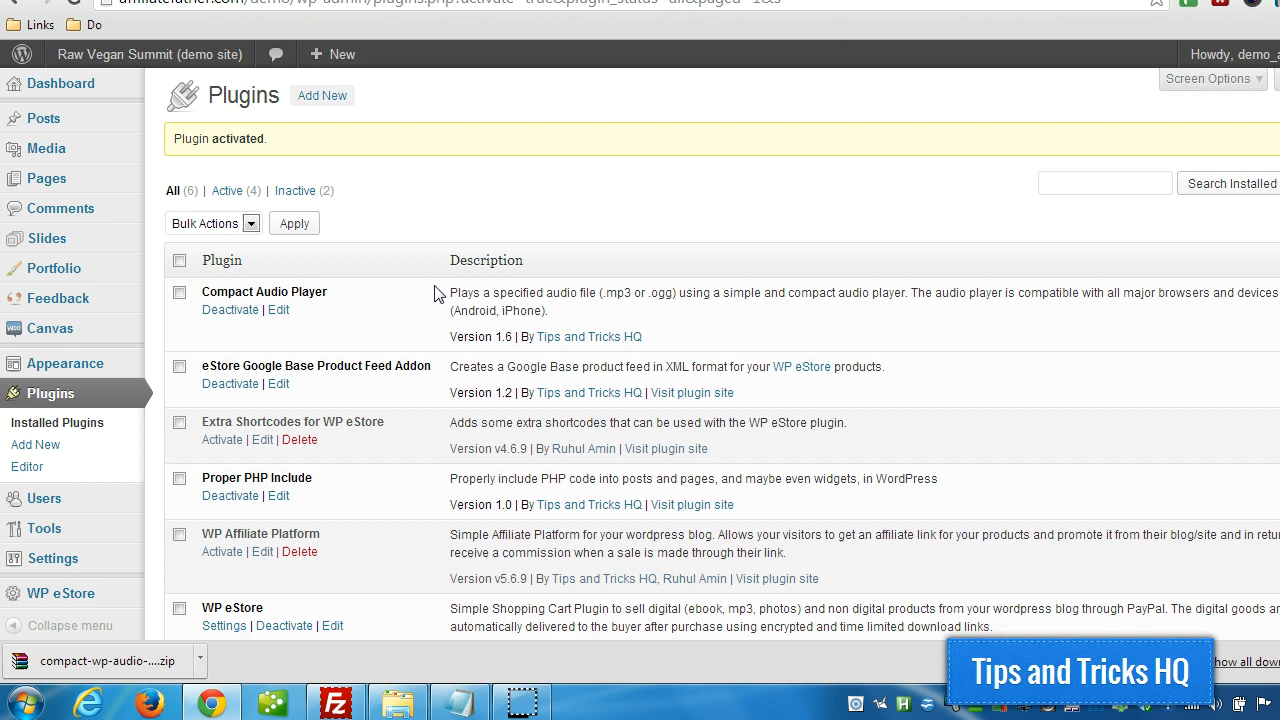 Links Do
Raw Vegan Summit (demo site) New Howdy, demo_a
Dashboard
Posts
Media
Pages
Comments
Slides
Portfolio
Feedback
Canvas
Appearance
Plugins
Installed Plugins
Add New
Editor
Users
Tools
Settings
WP eStore
Collapse menu
Screen Options
Plugins Add New
Plugin activated.
All (6) | Active (4) | Inactive (2)
Search Installed
Bulk Actions Apply
Plugin Description
Compact Audio Player
Deactivate | Edit
Plays a specified audio file (.mp3 or .ogg) using a simple and compact audio player. The audio player is compatible with all major browsers and devices
(Android, iPhone).
Version 1.6 | By Tips and Tricks HQ
eStore Google Base Product Feed Addon
Deactivate | Edit
Creates a Google Base product feed in XML format for your WP eStore products.
Version 1.2 | By Tips and Tricks HQ | Visit plugin site
Extra Shortcodes for WP eStore
Activate | Edit | Delete
Adds some extra shortcodes that can be used with the WP eStore plugin.
Version v4.6.9 | By Ruhul Amin | Visit plugin site
Proper PHP Include
Deactivate | Edit
Properly include PHP code into posts and pages, and maybe even widgets, in WordPress
Version 1.0 | By Tips and Tricks HQ | Visit plugin site
WP Affiliate Platform
Activate | Edit | Delete
Simple Affiliate Platform for your wordpress blog. Allows your visitors to get an affiliate link for your products and promote it from their blog/site and in retu
receive a commission when a sale is made through their link.
Version v5.6.9 | By Tips and Tricks HQ, Ruhul Amin | Visit plugin site
WP eStore
Settings | Deactivate | Edit
Simple Shopping Cart Plugin to sell digital (ebook, mp3, photos) and non digital products from your wordpress blog through PayPal. The digital goods a
automatically delivered to the buyer after purchase using encrypted and time limited download links.
compact-wp-audio-....zip
how all down
Tips and Tricks HQ